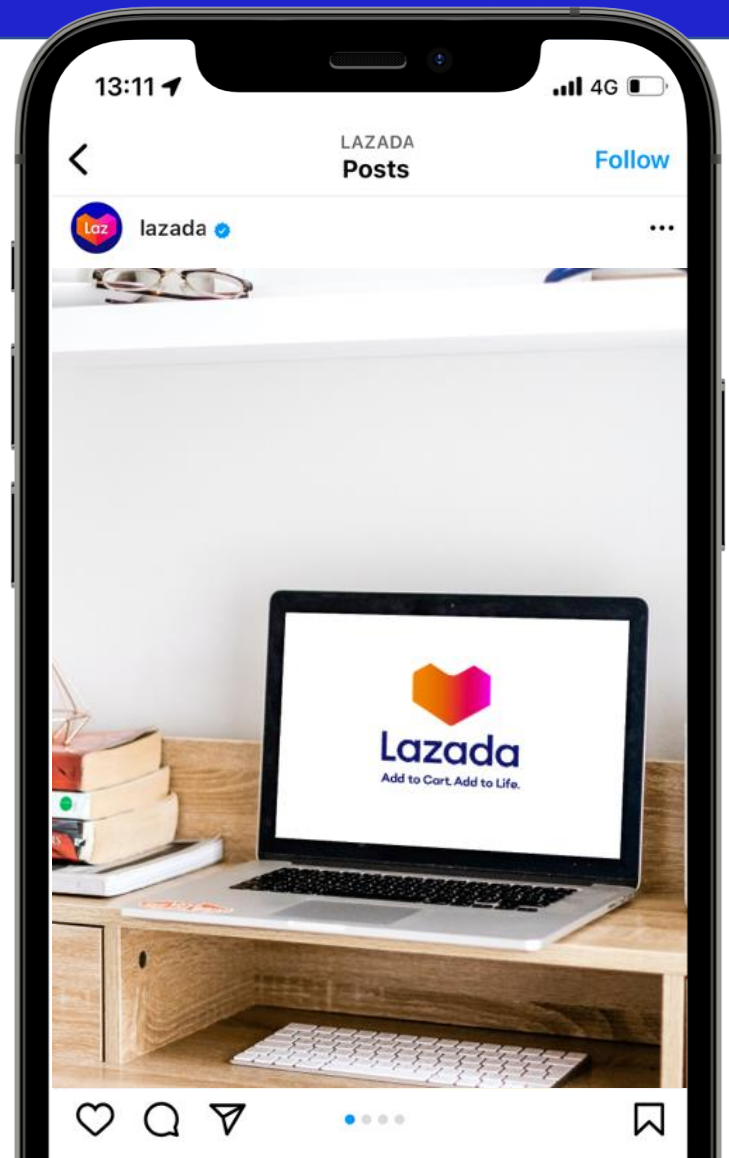 13:11
4G
LAZADA
Posts
Follow
Laz
lazada
Lazada
Add to Cart. Add to Life.